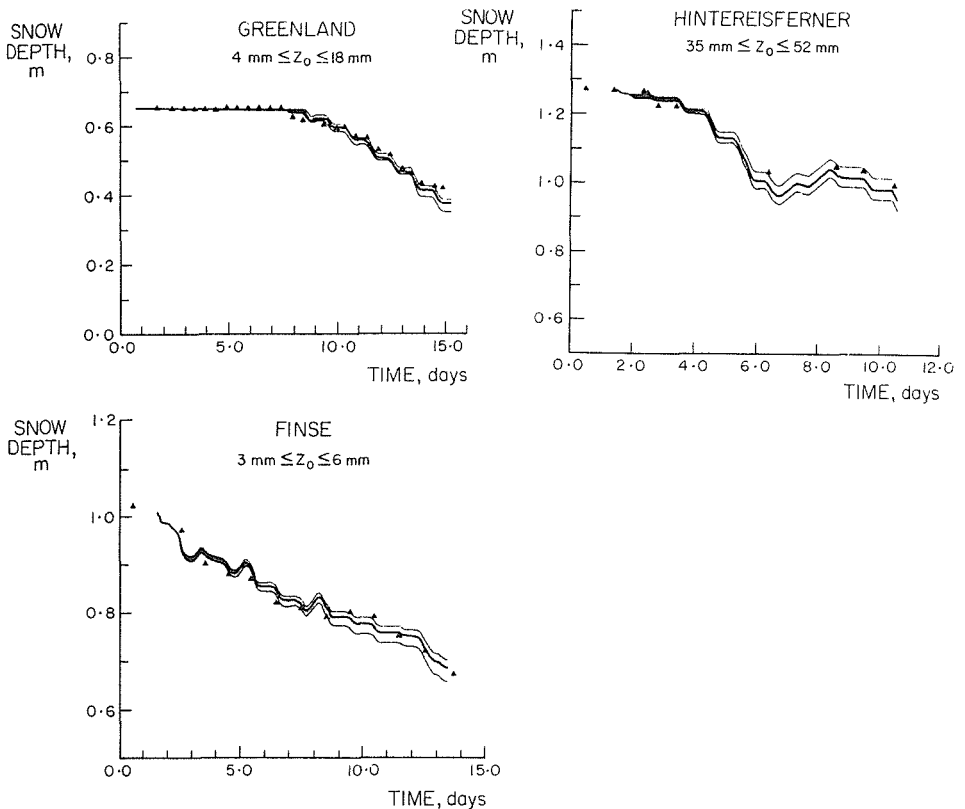 SNOW
DEPTH,
m
GREENLAND
4 mm ≤ Z₀ ≤ 18 mm
0·8
0·6
0·4
0·2
0·0
0·0 5·0 10·0 15·0
TIME, days
SNOW
DEPTH,
m
HINTEREISFERNER
35 mm ≤ Z₀ ≤ 52 mm
1·4
1·2
1·0
0·8
0·6
0·0 2·0 4·0 6·0 8·0 10·0 12·0
TIME, days
SNOW
DEPTH,
m
FINSE
3 mm ≤ Z₀ ≤ 6 mm
1·2
1·0
0·8
0·6
0·0 5·0 10·0 15·0
TIME, days